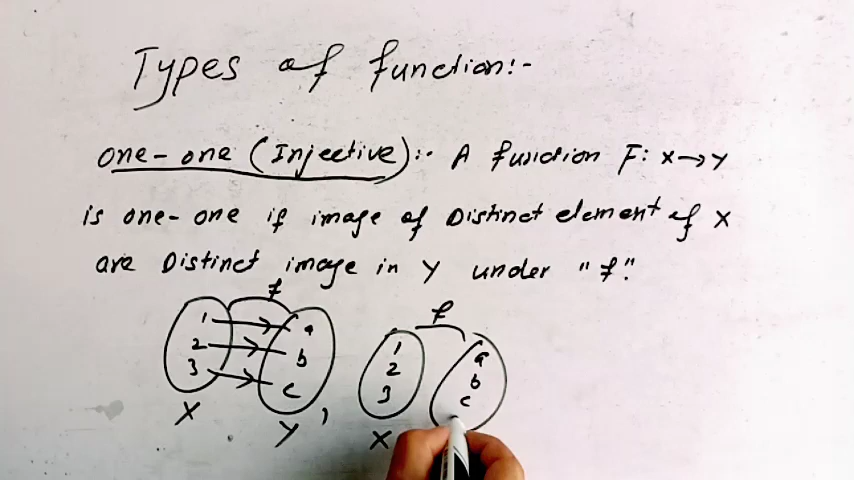 Types of function:-
one-one (Injective):- A function F: X→Y
is one-one if image of Distinct element of X
are Distinct image in Y under "f".
f
f
1 a 1 a
2 b 2 b
3 c 3 c
X Y , X